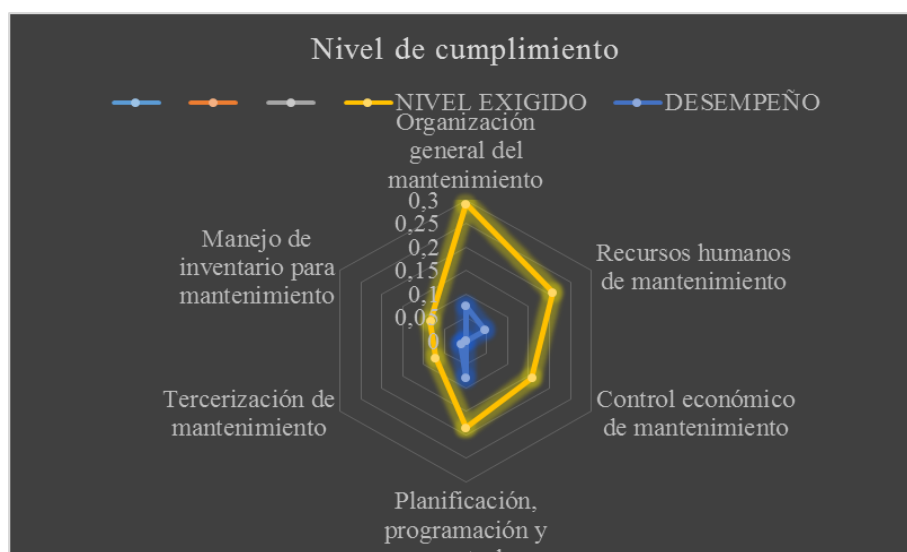 Nivel de cumplimiento
NIVEL EXIGIDO
DESEMPEÑO
Organización
general del
mantenimiento
0,3
0,25
0,2
0,15
0,1
0,05
0
Recursos humanos
de mantenimiento
Control económico
de mantenimiento
Planificación,
programación y
Tercerización de
mantenimiento
Manejo de
inventario para
mantenimiento